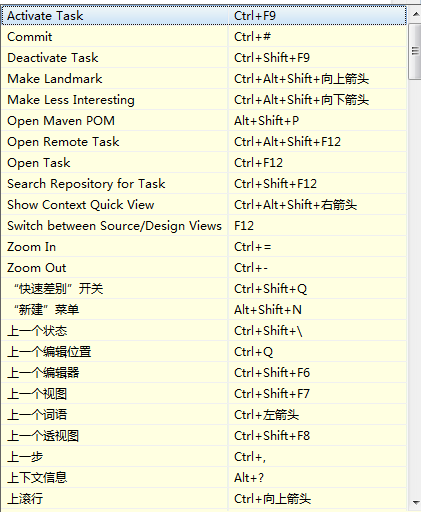 Activate Task Ctrl+F9
Commit Ctrl+#
Deactivate Task Ctrl+Shift+F9
Make Landmark Ctrl+Alt+Shift+向上箭头
Make Less Interesting Ctrl+Alt+Shift+向下箭头
Open Maven POM Alt+Shift+P
Open Remote Task Ctrl+Alt+Shift+F12
Open Task Ctrl+F12
Search Repository for Task Ctrl+Shift+F12
Show Context Quick View Ctrl+Alt+Shift+右箭头
Switch between Source/Design Views F12
Zoom In Ctrl+=
Zoom Out Ctrl+-
“快速差别”开关 Ctrl+Shift+Q
“新建”菜单 Alt+Shift+N
上一个状态 Ctrl+Shift+\
上一个编辑位置 Ctrl+Q
上一个编辑器 Ctrl+Shift+F6
上一个视图 Ctrl+Shift+F7
上一个词语 Ctrl+左箭头
上一个透视图 Ctrl+Shift+F8
上一步 Ctrl+,
上下文信息 Alt+?
上滚行 Ctrl+向上箭头